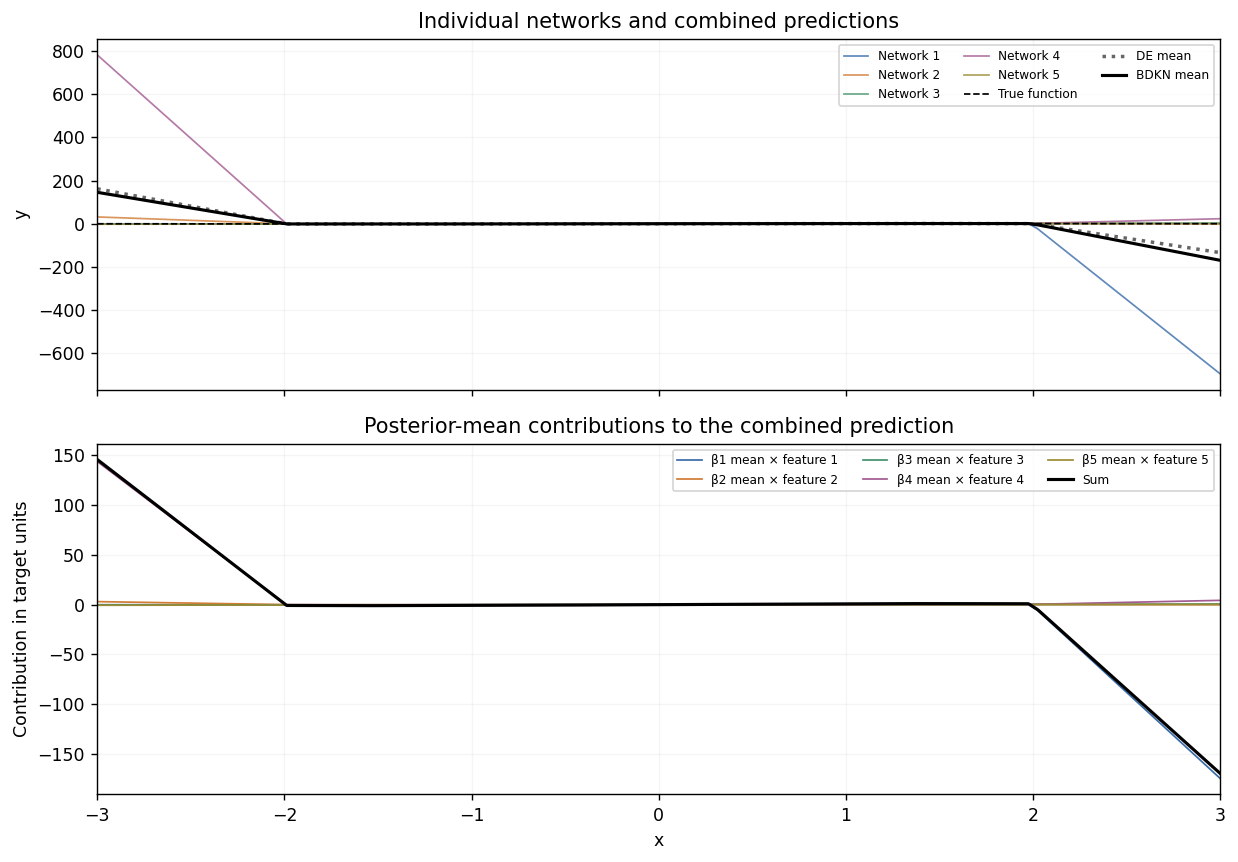 Individual networks and combined predictions
Network 1 Network 4 DE mean
Network 2 Network 5 BDKN mean
Network 3 True function
800
600
400
200
0
−200
−400
−600
y
Posterior-mean contributions to the combined prediction
β1 mean × feature 1 β3 mean × feature 3 β5 mean × feature 5
β2 mean × feature 2 β4 mean × feature 4 Sum
150
100
50
0
−50
−100
−150
Contribution in target units
−3 −2 −1 0 1 2 3
x